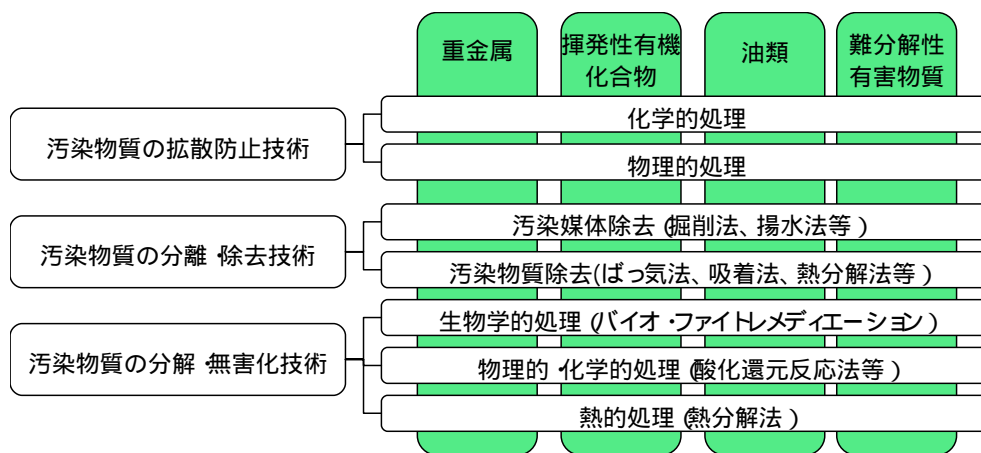 重金属
揮発性有機
化合物
油類
難分解性
有害物質
汚染物質の拡散防止技術
化学的処理
物理的処理
汚染物質の分離・除去技術
汚染媒体除去(掘削法、揚水法等)
汚染物質除去(ばっ気法、吸着法、熱分解法等)
汚染物質の分解・無害化技術
生物学的処理(バイオ・ファイトレメディエーション)
物理的・化学的処理(酸化還元反応法等)
熱的処理(熱分解法)